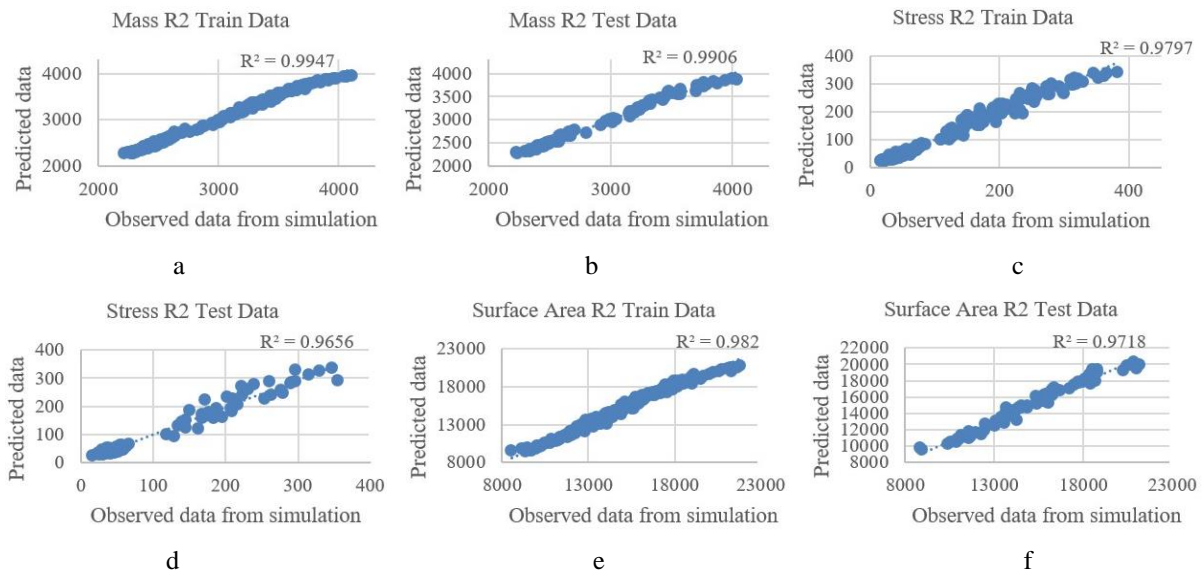 Mass R2 Train Data
R² = 0.9947
Predicted data
4000
3500
3000
2500
2000
2000
3000
4000
Observed data from simulation
a
Mass R2 Test Data
R² = 0.9906
Predicted data
4000
3500
3000
2500
2000
2000
3000
4000
Observed data from simulation
b
Stress R2 Train Data
R² = 0.9797
Predicted data
400
300
200
100
0
0
200
400
Observed data from simulation
c
Stress R2 Test Data
R² = 0.9656
Predicted data
400
300
200
100
0
0
100
200
300
400
Observed data from simulation
d
Surface Area R2 Train Data
R² = 0.982
Predicted data
23000
18000
13000
8000
8000
13000
18000
23000
Observed data from simulation
e
Surface Area R2 Test Data
R² = 0.9718
Predicted data
22000
20000
18000
16000
14000
12000
10000
8000
8000
13000
18000
23000
Observed data from simulation
f